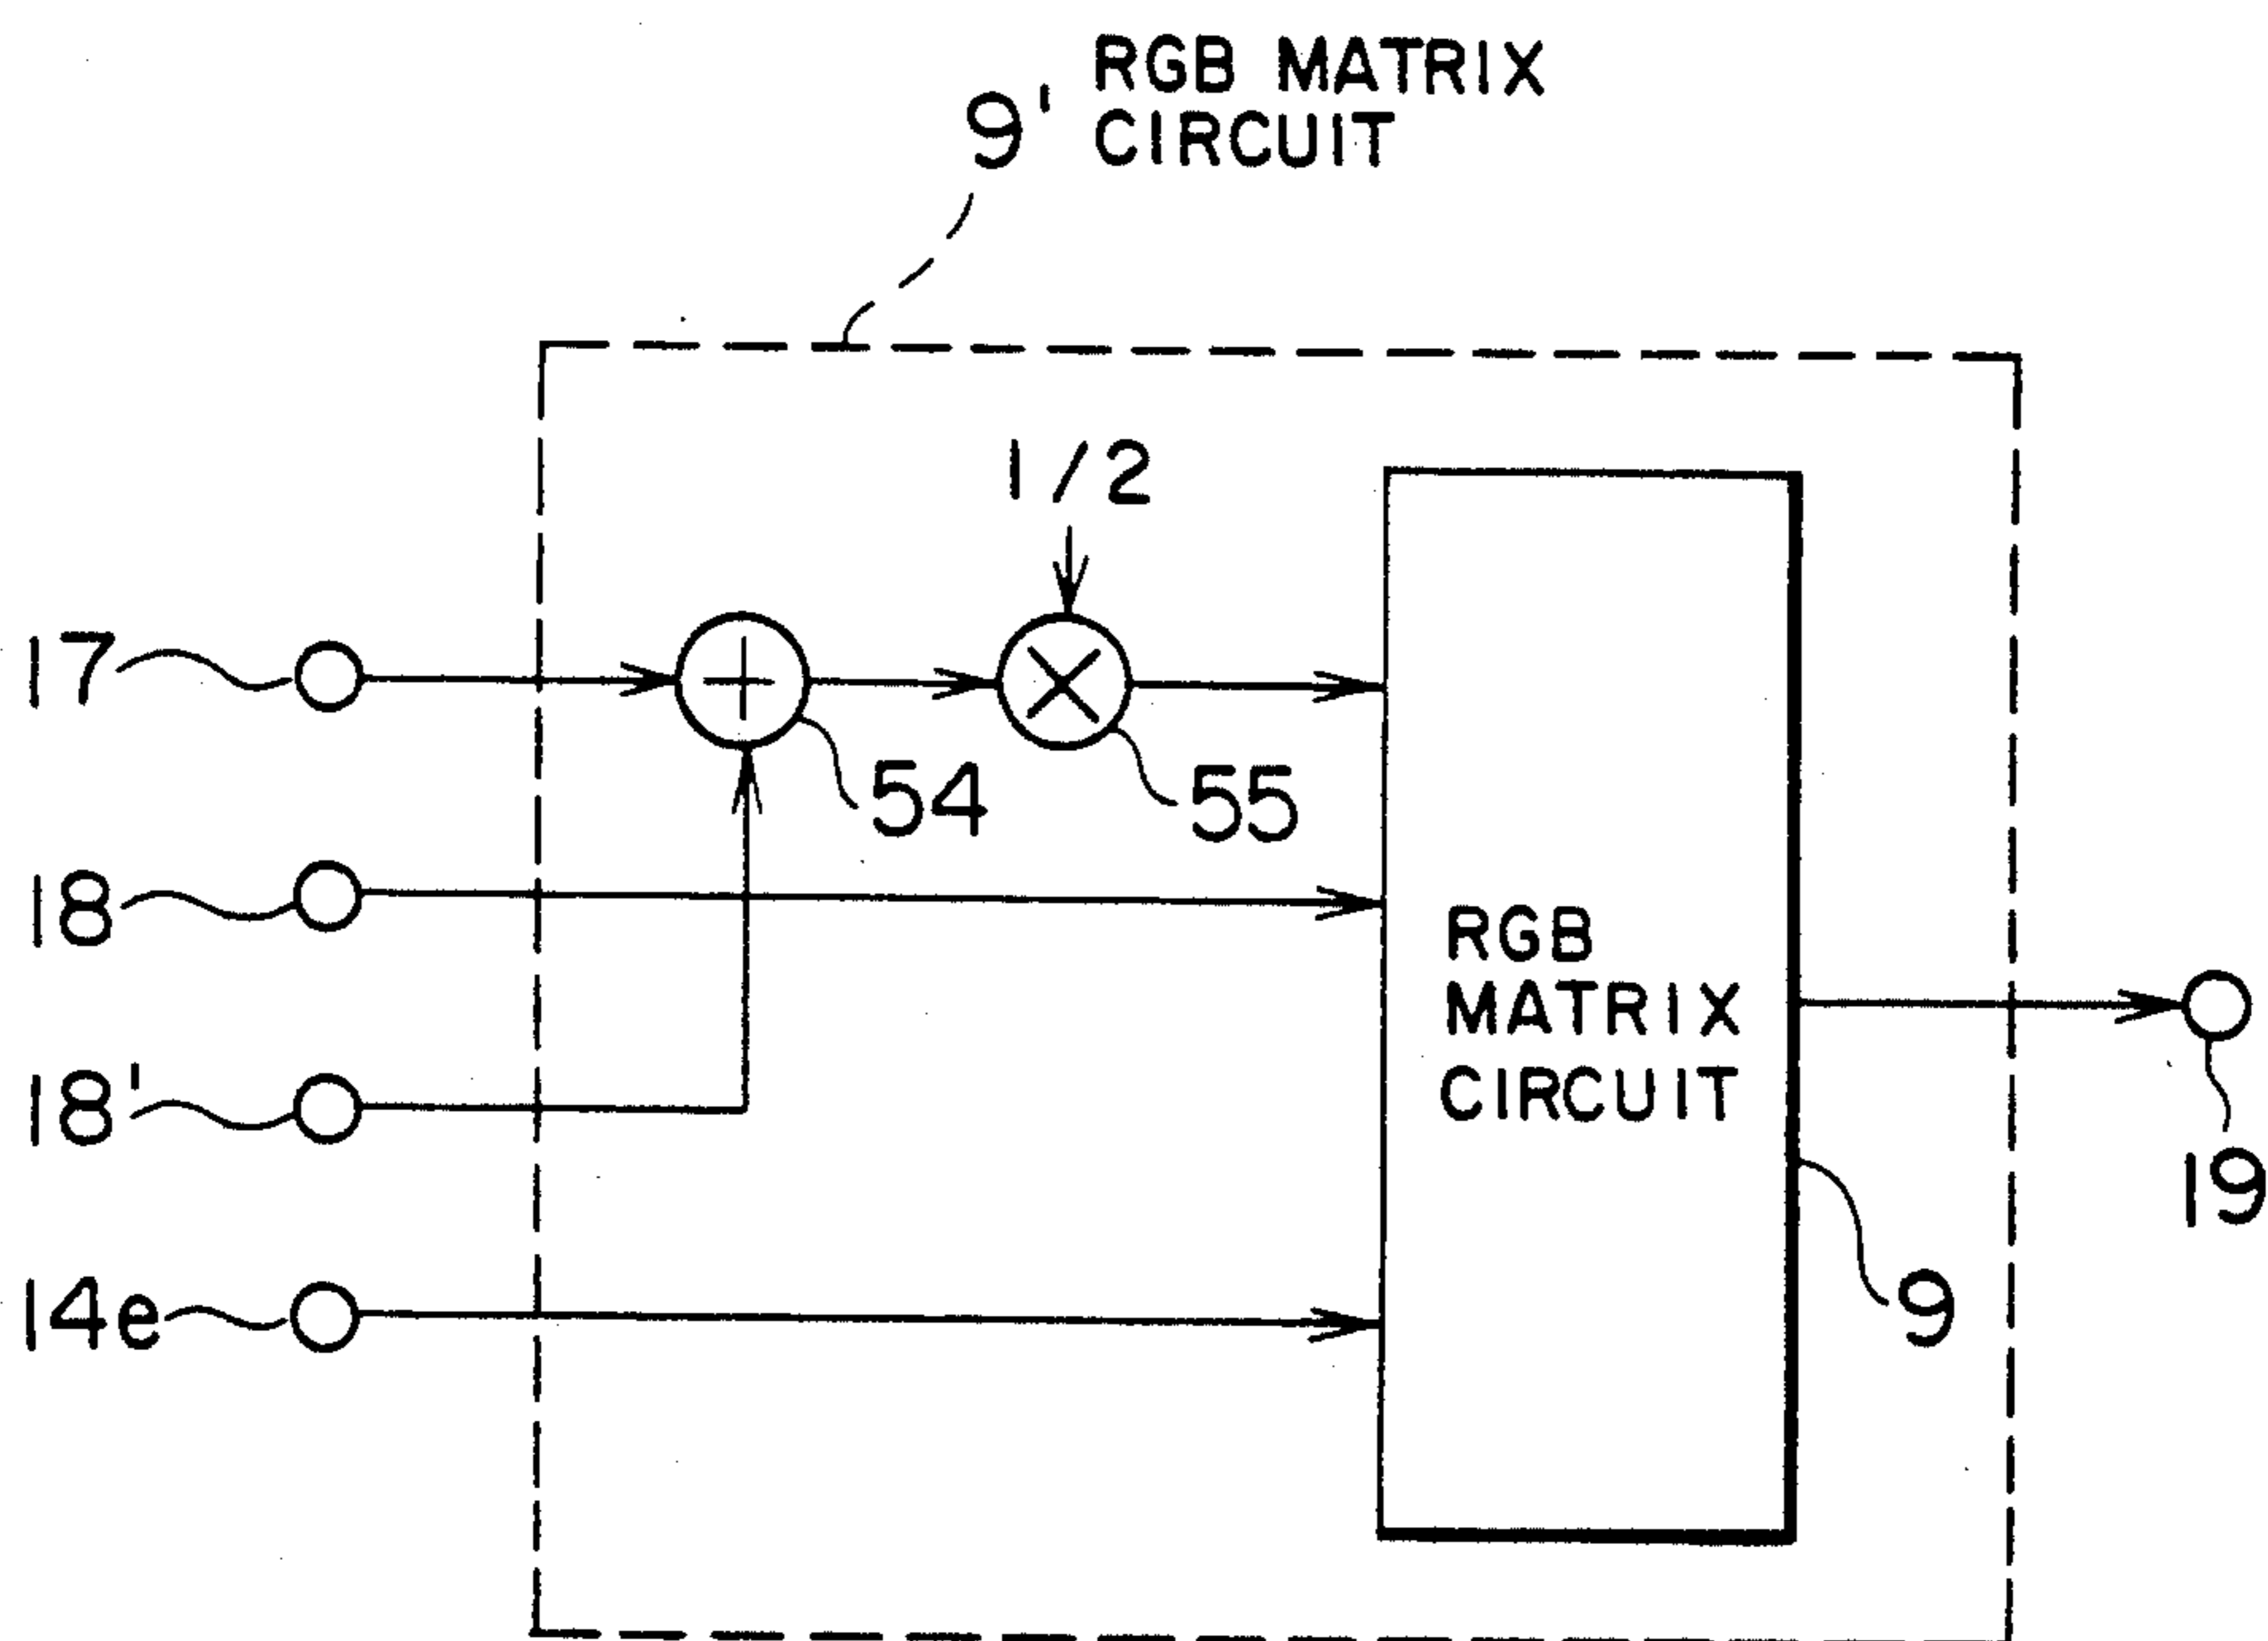 RGB MATRIX
9' CIRCUIT
1/2
17
54
55
18
RGB
MATRIX
CIRCUIT
18'
19
14e
9